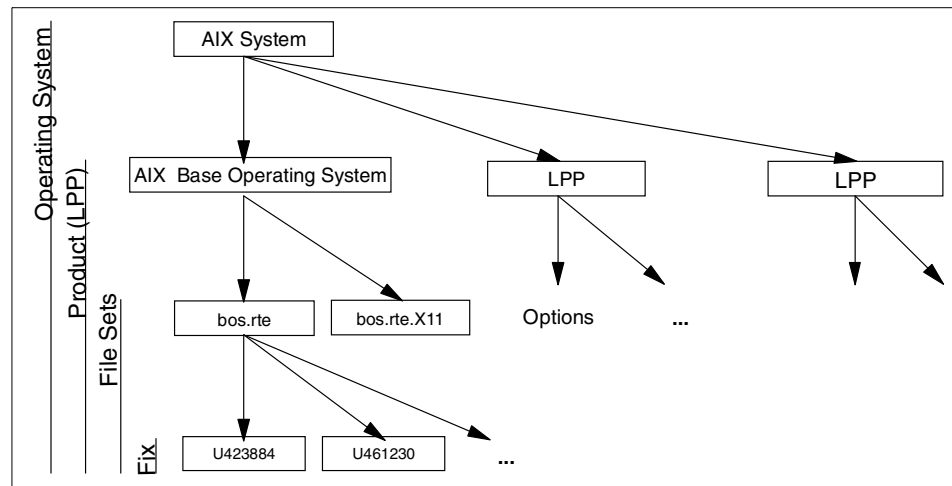 Operating System
Product (LPP)
File Sets
Fix
AIX System
AIX Base Operating System
LPP
LPP
bos.rte
bos.rte.X11
Options
...
U423884
U461230
...